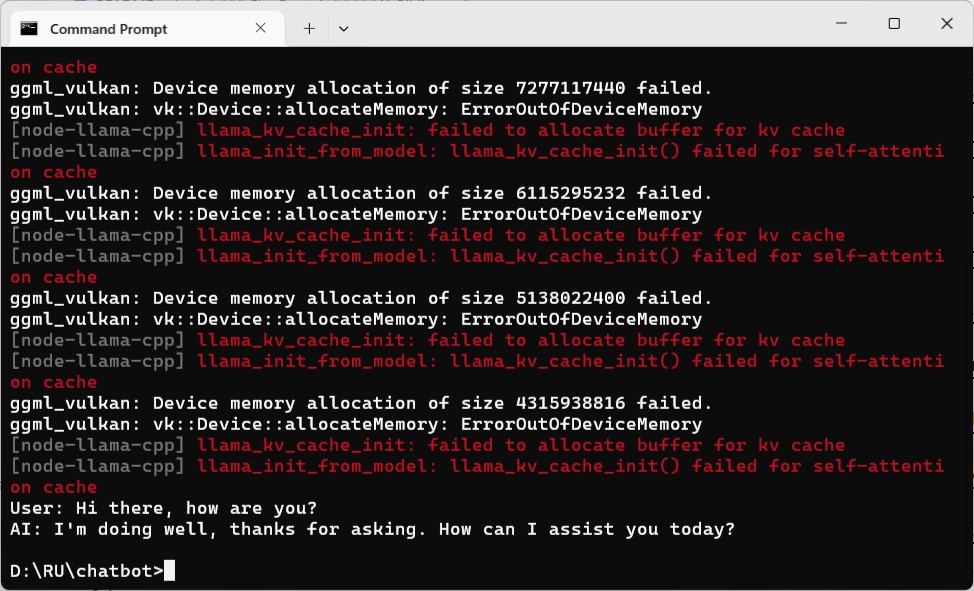 Command Prompt
on cache
ggml_vulkan: Device memory allocation of size 7277117440 failed.
ggml_vulkan: vk::Device::allocateMemory: ErrorOutOfDeviceMemory
[node-llama-cpp] llama_kv_cache_init: failed to allocate buffer for kv cache
[node-llama-cpp] llama_init_from_model: llama_kv_cache_init() failed for self-attenti
on cache
ggml_vulkan: Device memory allocation of size 6115295232 failed.
ggml_vulkan: vk::Device::allocateMemory: ErrorOutOfDeviceMemory
[node-llama-cpp] llama_kv_cache_init: failed to allocate buffer for kv cache
[node-llama-cpp] llama_init_from_model: llama_kv_cache_init() failed for self-attenti
on cache
ggml_vulkan: Device memory allocation of size 5138022400 failed.
ggml_vulkan: vk::Device::allocateMemory: ErrorOutOfDeviceMemory
[node-llama-cpp] llama_kv_cache_init: failed to allocate buffer for kv cache
[node-llama-cpp] llama_init_from_model: llama_kv_cache_init() failed for self-attenti
on cache
ggml_vulkan: Device memory allocation of size 4315938816 failed.
ggml_vulkan: vk::Device::allocateMemory: ErrorOutOfDeviceMemory
[node-llama-cpp] llama_kv_cache_init: failed to allocate buffer for kv cache
[node-llama-cpp] llama_init_from_model: llama_kv_cache_init() failed for self-attenti
on cache
User: Hi there, how are you?
AI: I'm doing well, thanks for asking. How can I assist you today?
D:\RU\chatbot>